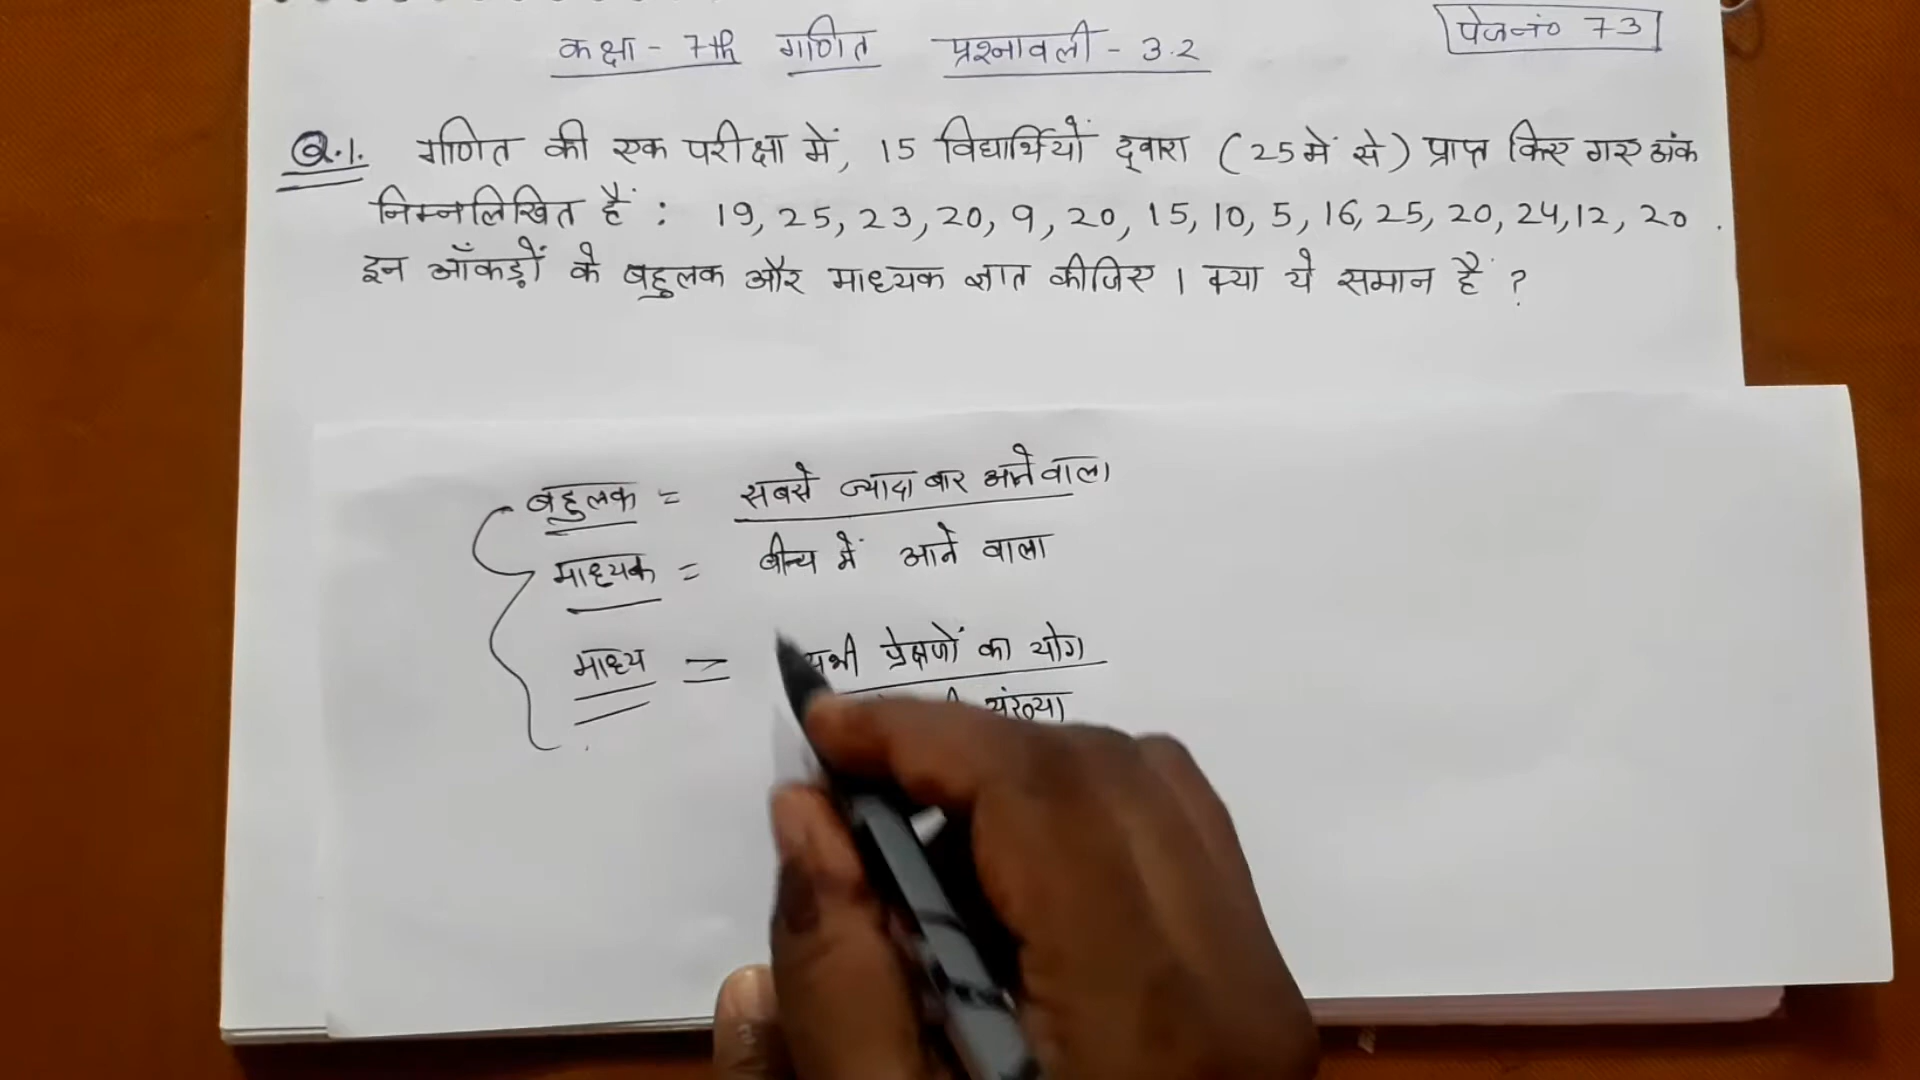 कक्षा - 7th गणित प्रश्नावली - 3.2
पेज नं० 73
Q.1. गणित की एक परीक्षा में, 15 विद्यार्थियों द्वारा (25 में से) प्राप्त किए गए अंक
निम्नलिखित हैं : 19, 25, 23, 20, 9, 20, 15, 10, 5, 16, 25, 20, 24, 12, 20 .
इन आँकड़ों के बहुलक और माध्यक ज्ञात कीजिए । क्या ये समान हैं ?
बहुलक = सबसे ज्यादा बार आने वाला
माध्यक = बीच में आने वाला
माध्य = सभी प्रेक्षणों का योग
संख्या